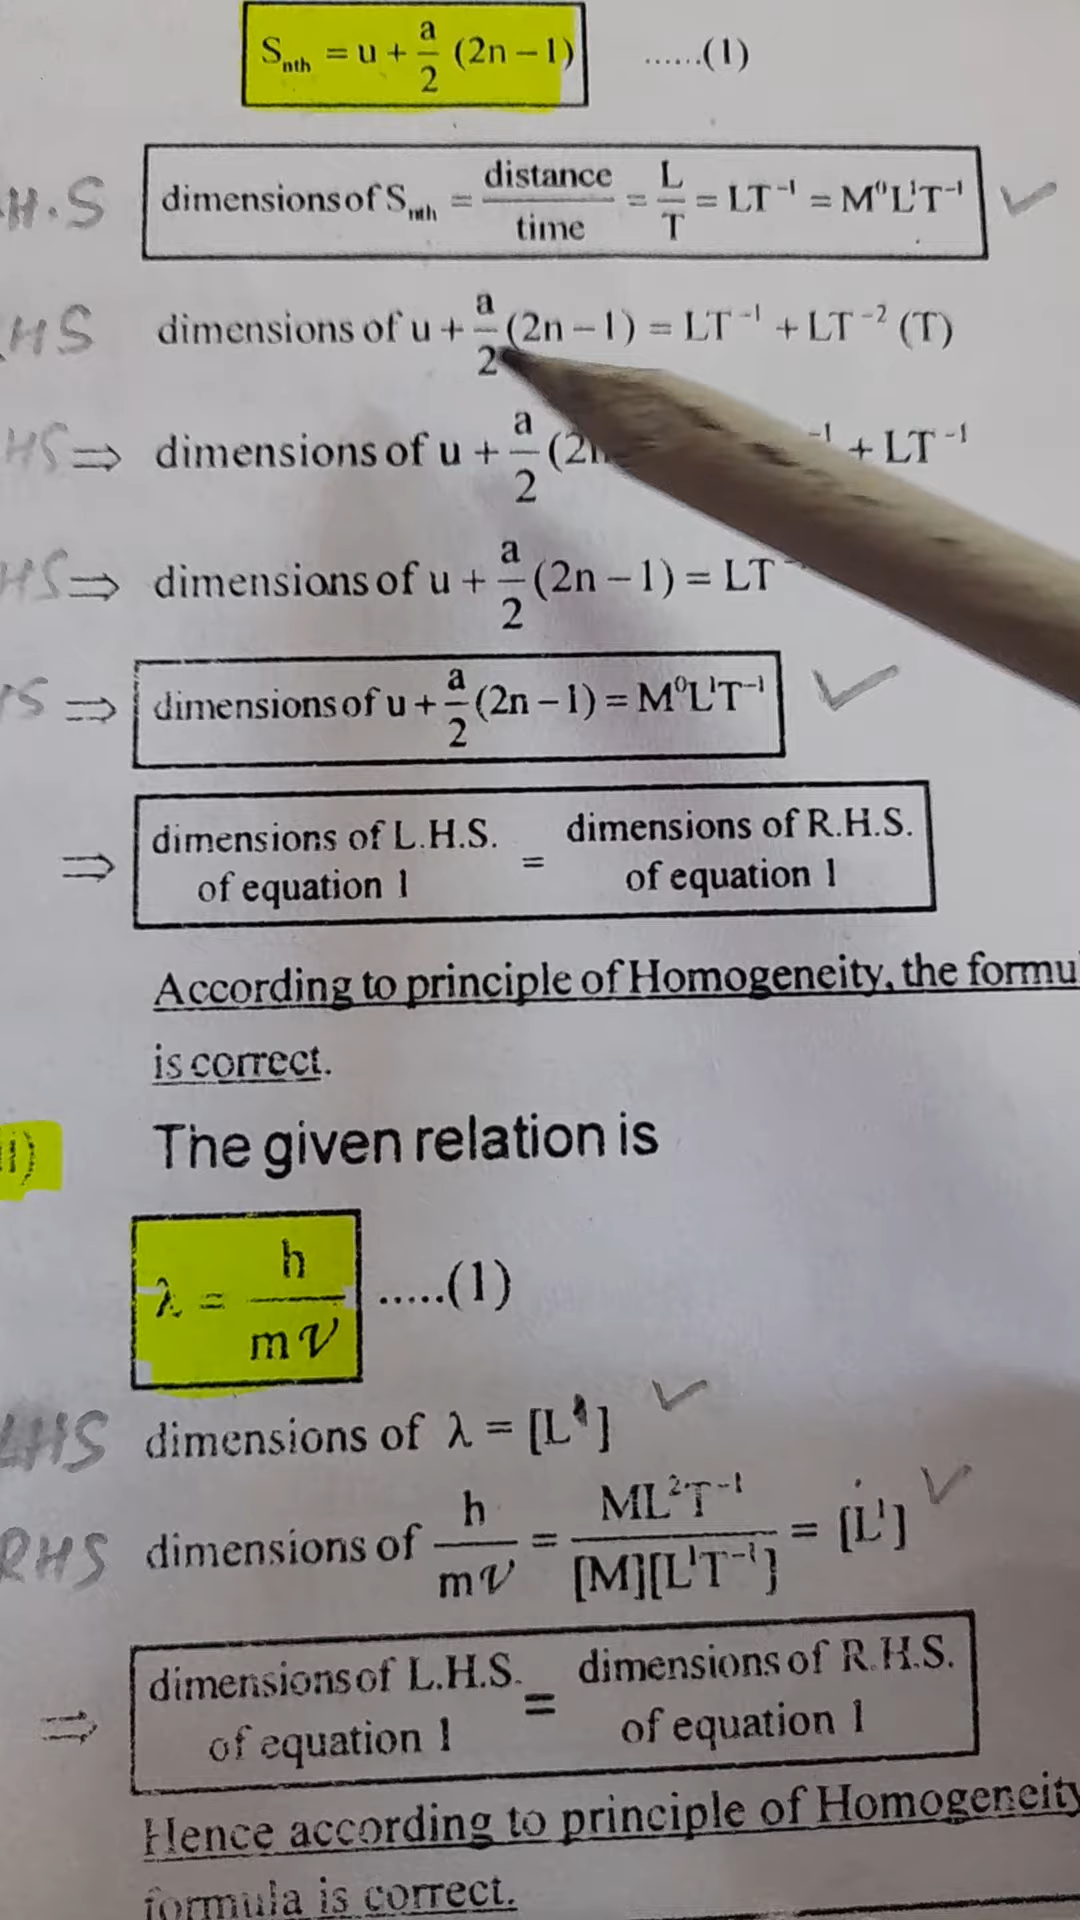 S_nth = u + a/2 (2n − 1) ......(1)
H.S dimensions of S_nth = distance/time = L/T = LT⁻¹ = M⁰L¹T⁻¹ ✓
HS dimensions of u + a/2 (2n − 1) = LT⁻¹ + LT⁻² (T)
HS ⇒ dimensions of u + a/2 (2 ⁻¹ + LT⁻¹
HS ⇒ dimensions of u + a/2 (2n − 1) = LT
S ⇒ dimensions of u + a/2 (2n − 1) = M⁰L¹T⁻¹ ✓
⇒ dimensions of L.H.S. of equation 1 = dimensions of R.H.S. of equation 1
According to principle of Homogeneity, the formu
is correct.
The given relation is
λ = h/mv .....(1)
LHS dimensions of λ = [L¹] ✓
RHS dimensions of h/mv = ML²T⁻¹/[M][L¹T⁻¹] = [L¹] ✓
⇒ dimensions of L.H.S. of equation 1 = dimensions of R.H.S. of equation 1
Hence according to principle of Homogeneity
formula is correct.